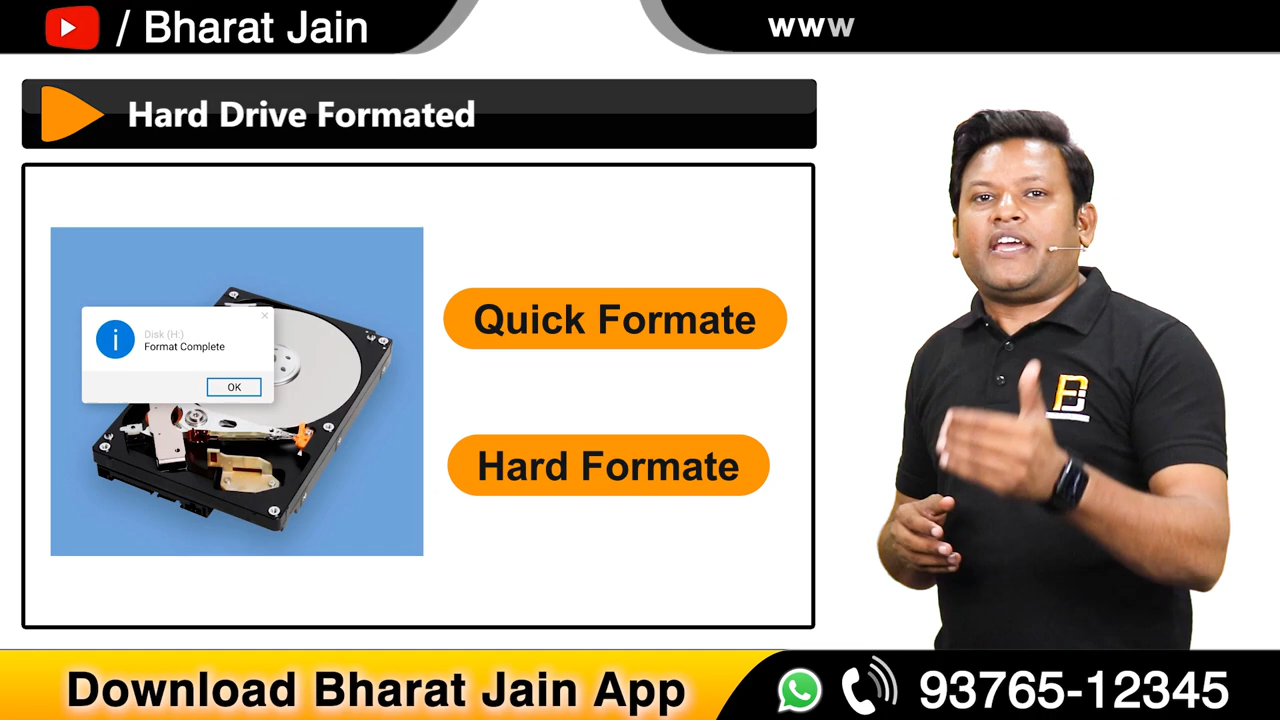 / Bharat Jain
www
Hard Drive Formated
Disk (H:)
Format Complete
OK
Quick Formate
Hard Formate
Download Bharat Jain App
93765-12345